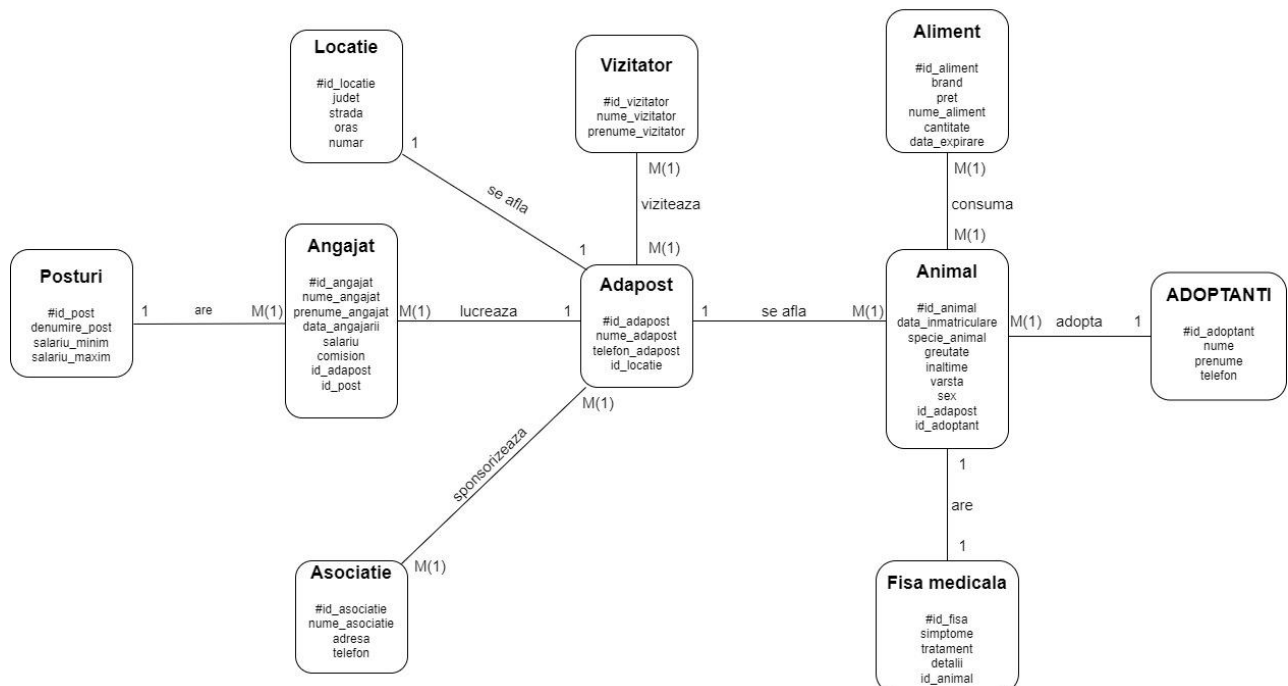 Locatie
#id_locatie
judet
strada
oras
numar
Vizitator
#id_vizitator
nume_vizitator
prenume_vizitator
Aliment
#id_aliment
brand
pret
nume_aliment
cantitate
data_expirare
1
se afla
1
M(1)
viziteaza
M(1)
M(1)
consuma
M(1)
Posturi
#id_post
denumire_post
salariu_minim
salariu_maxim
1
are
M(1)
Angajat
#id_angajat
nume_angajat
prenume_angajat
data_angajarii
salariu
comision
id_adapost
id_post
M(1)
lucreaza
1
Adapost
#id_adapost
nume_adapost
telefon_adapost
id_locatie
1
se afla
M(1)
Animal
#id_animal
data_inmatriculare
specie_animal
greutate
inaltime
varsta
sex
id_adapost
id_adoptant
M(1)
adopta
1
ADOPTANTI
#id_adoptant
nume
prenume
telefon
M(1)
sponsorizeaza
M(1)
1
are
1
Asociatie
#id_asociatie
nume_asociatie
adresa
telefon
Fisa medicala
#id_fisa
simptome
tratament
detalii
id_animal